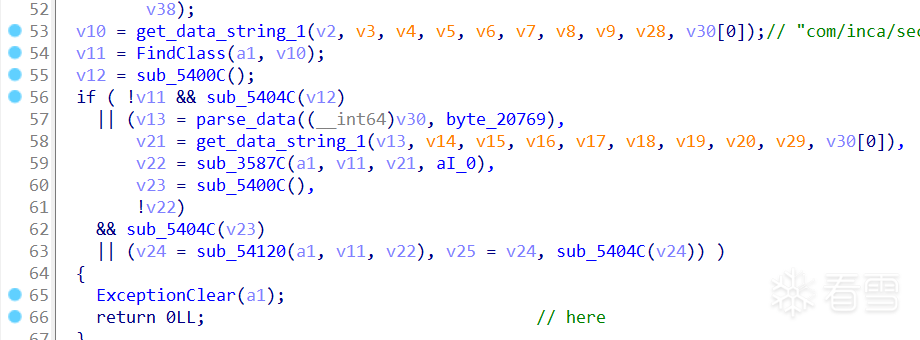 52 v38);
53 v10 = get_data_string_1(v2, v3, v4, v5, v6, v7, v8, v9, v28, v30[0]);// "com/inca/sec
54 v11 = FindClass(a1, v10);
55 v12 = sub_5400C();
56 if ( !v11 && sub_5404C(v12)
57 || (v13 = parse_data((__int64)v30, byte_20769),
58 v21 = get_data_string_1(v13, v14, v15, v16, v17, v18, v19, v20, v29, v30[0]),
59 v22 = sub_3587C(a1, v11, v21, aI_0),
60 v23 = sub_5400C(),
61 !v22)
62 && sub_5404C(v23)
63 || (v24 = sub_54120(a1, v11, v22), v25 = v24, sub_5404C(v24)) )
64 {
65 ExceptionClear(a1);
66 return 0LL; // here
67 }
看雪